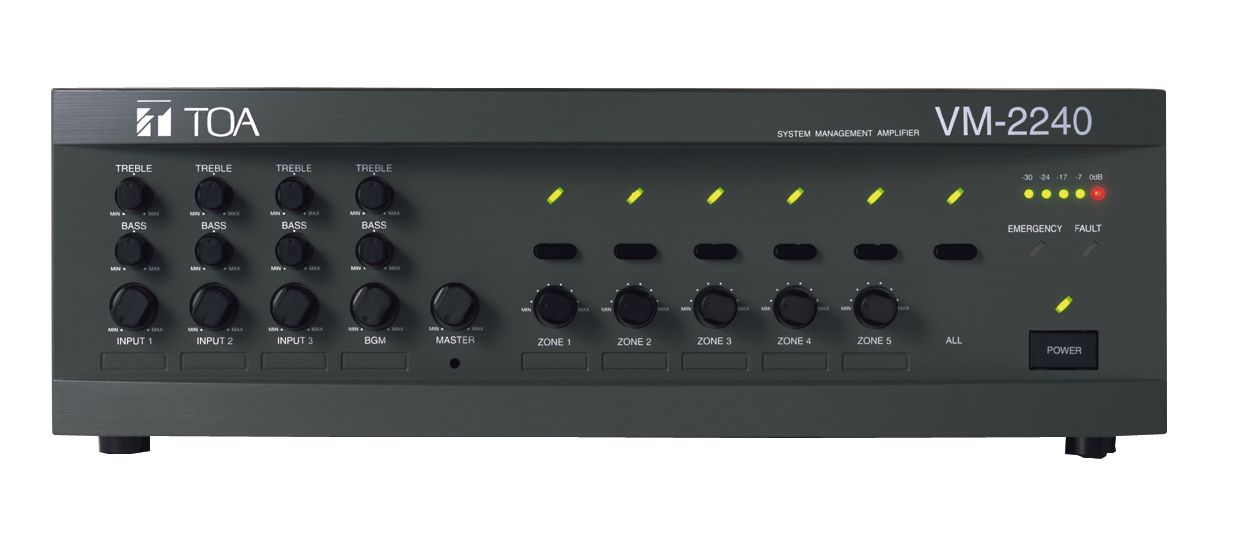 TOA
SYSTEM MANAGEMENT AMPLIFIER VM-2240
TREBLE TREBLE TREBLE TREBLE
-30 -24 -17 -7 0dB
MIN MAX MIN MAX MIN MAX MIN MAX
BASS BASS BASS BASS
EMERGENCY FAULT
MIN MAX MIN MAX MIN MAX MIN MAX
MIN MAX MIN MAX MIN MAX MIN MAX MIN MAX
MIN MAX MIN MAX MIN MAX MIN MAX MIN MAX
INPUT 1 INPUT 2 INPUT 3 BGM MASTER ZONE 1 ZONE 2 ZONE 3 ZONE 4 ZONE 5 ALL
POWER